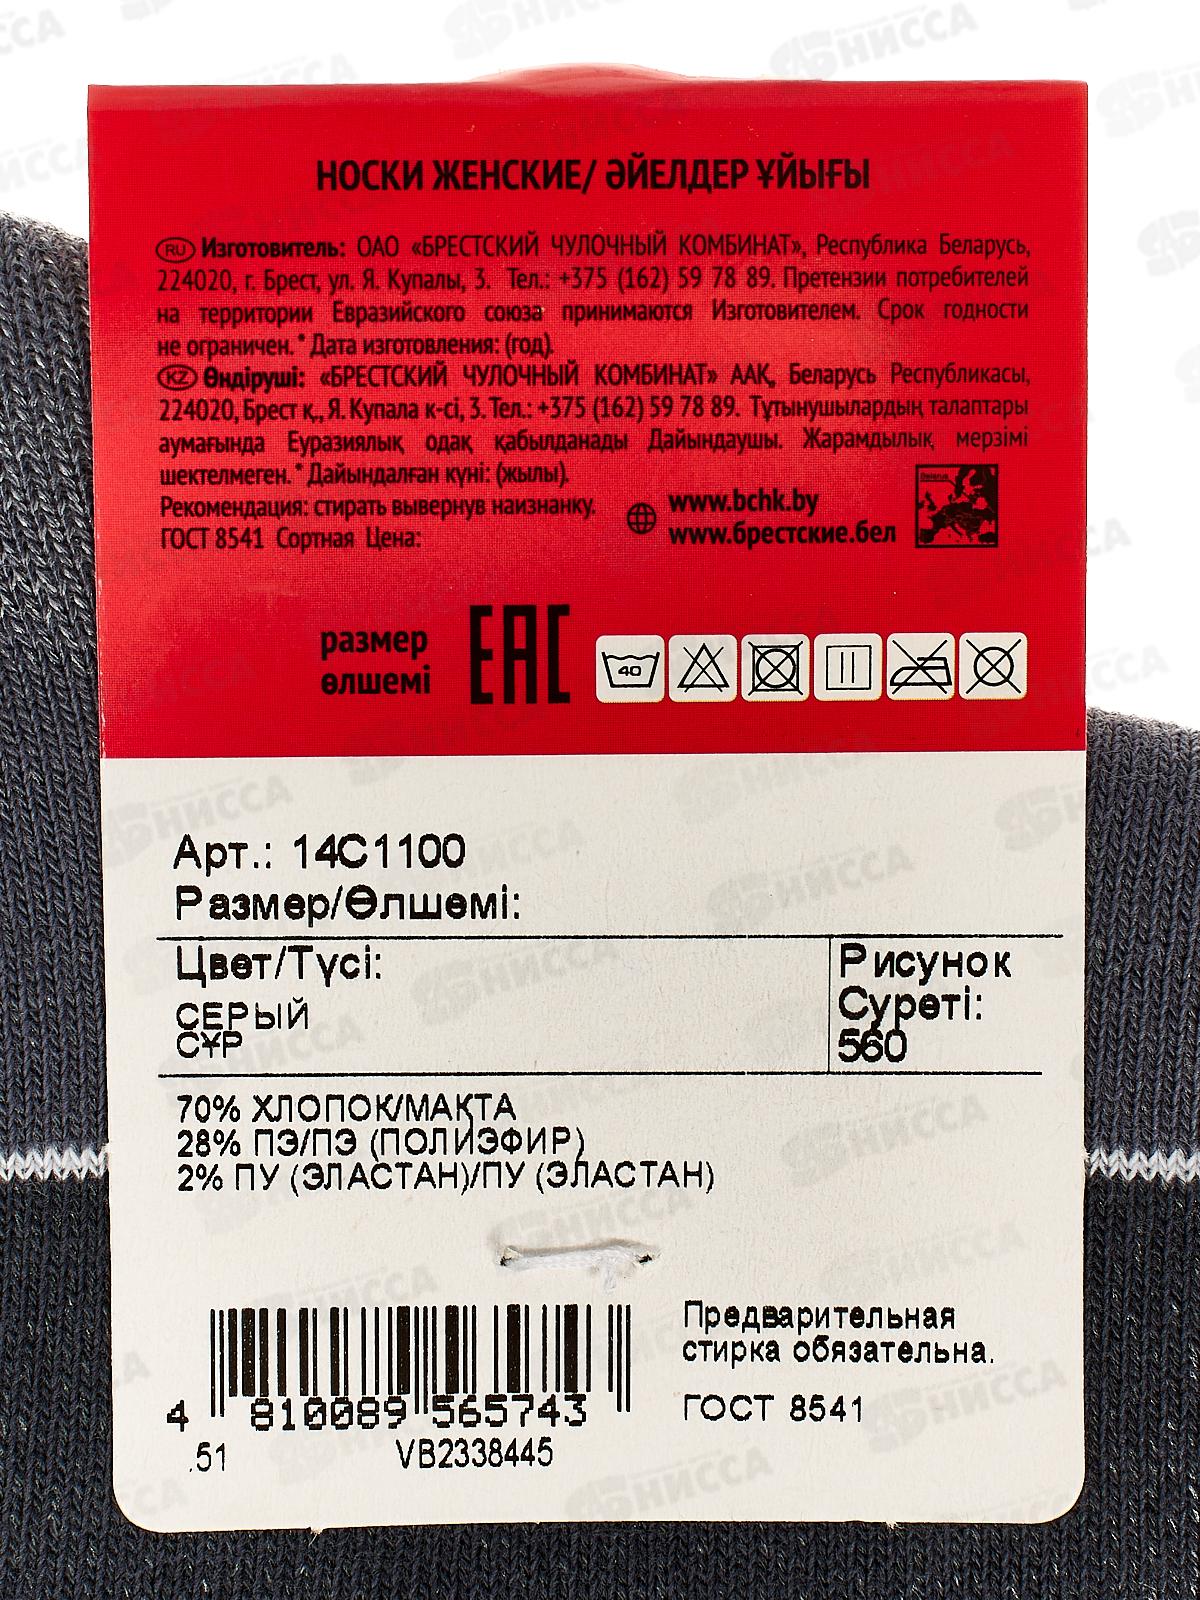 НОСКИ ЖЕНСКИЕ/ ӘЙЕЛДЕР ҰЙЫҒЫ
RU Изготовитель: ОАО «БРЕСТСКИЙ ЧУЛОЧНЫЙ КОМБИНАТ», Республика Беларусь,
224020, г. Брест, ул. Я. Купалы, 3. Тел.: +375 (162) 59 78 89. Претензии потребителей
на территории Евразийского союза принимаются Изготовителем. Срок годности
не ограничен.* Дата изготовления: (год).
KZ Өндіруші: «БРЕСТСКИЙ ЧУЛОЧНЫЙ КОМБИНАТ» ААҚ, Беларусь Республикасы,
224020, Брест қ., Я. Купала к-сі, 3. Тел.: +375 (162) 59 78 89. Тұтынушылардың талаптары
аумағында Еуразиялық одақ қабылданады Дайындаушы. Жарамдылық мерзімі
шектелмеген.* Дайындалған күні: (жылы).
Рекомендация: стирать вывернув наизнанку.
ГОСТ 8541 Сортная Цена:
www.bchk.by
www.брестские.бел
Belarus
размер
өлшемі
EAC
40
Арт.: 14С1100
Размер/Өлшемі:
Цвет/Түсі:
СЕРЫЙ
СҰР
Рисунок
Суреті:
560
70% ХЛОПОК/МАҚТА
28% ПЭ/ПЭ (ПОЛИЭФИР)
2% ПУ (ЭЛАСТАН)/ПУ (ЭЛАСТАН)
4 810089 565743
.51 VB2338445
Предварительная
стирка обязательна.
ГОСТ 8541
НИССА